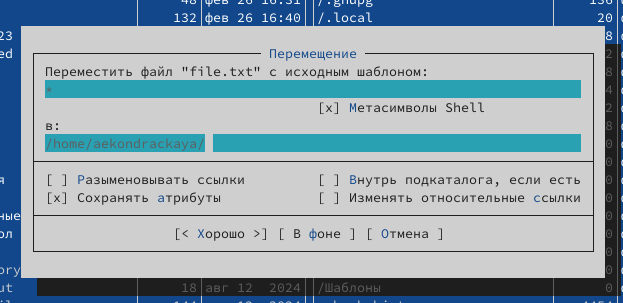 48 фев 26 16:31 /.gnupg 136
132 фев 26 16:40 /.local 20
Перемещение
Переместить файл "file.txt" с исходным шаблоном:
*
[x] Метасимволы Shell
в:
/home/aekondrackaya/
[ ] Разыменовывать ссылки [ ] Внутрь подкаталога, если есть
[x] Сохранять атрибуты [ ] Изменять относительные ссылки
[< Хорошо >] [ В фоне ] [ Отмена ]
18 авг 12 2024 /Шаблоны 0